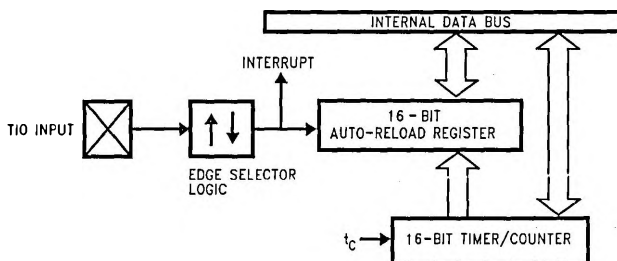 INTERNAL DATA BUS
INTERRUPT
TIO INPUT
16-BIT
AUTO-RELOAD REGISTER
EDGE SELECTOR
LOGIC
tC
16-BIT TIMER/COUNTER